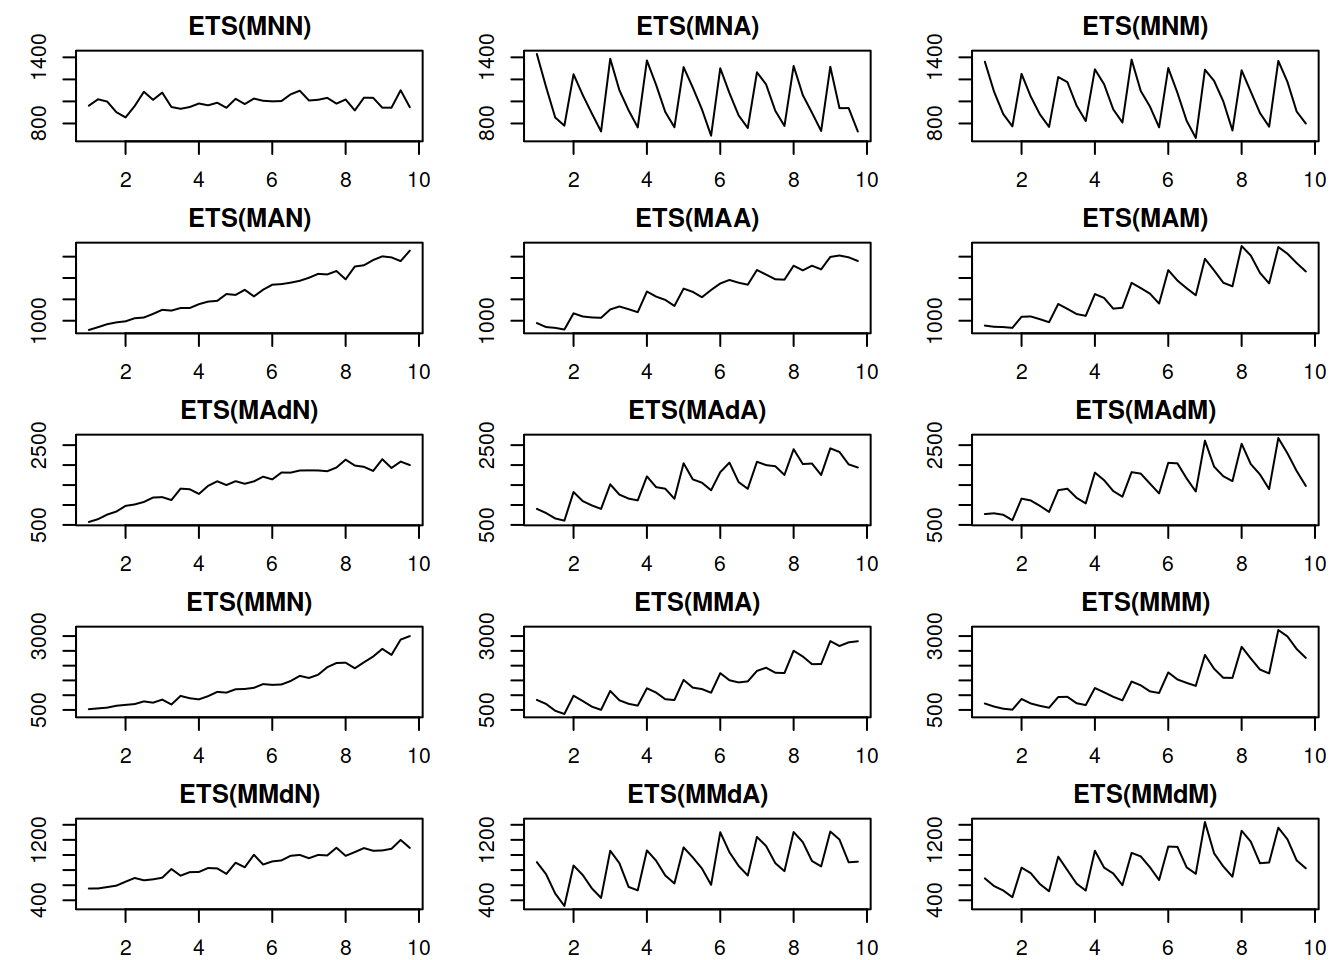 ETS(MNN) ETS(MNA) ETS(MNM)
1400 1400 1400
800 800 800
2 4 6 8 10 2 4 6 8 10 2 4 6 8 10
ETS(MAN) ETS(MAA) ETS(MAM)
1000 1000 1000
2 4 6 8 10 2 4 6 8 10 2 4 6 8 10
ETS(MAdN) ETS(MAdA) ETS(MAdM)
2500 2500 2500
500 500 500
2 4 6 8 10 2 4 6 8 10 2 4 6 8 10
ETS(MMN) ETS(MMA) ETS(MMM)
3000 3000 3000
500 500 500
2 4 6 8 10 2 4 6 8 10 2 4 6 8 10
ETS(MMdN) ETS(MMdA) ETS(MMdM)
1200 1200 1200
400 400 400
2 4 6 8 10 2 4 6 8 10 2 4 6 8 10